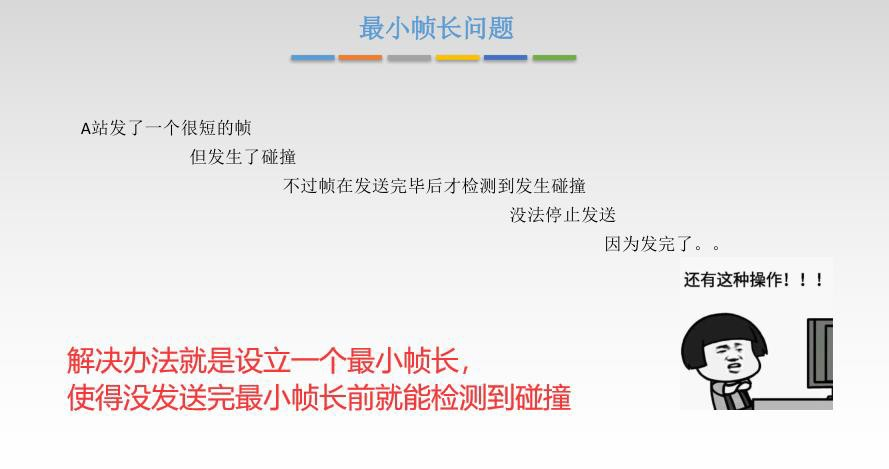 最小帧长问题
A站发了一个很短的帧
但发生了碰撞
不过帧在发送完毕后才检测到发生碰撞
没法停止发送
因为发完了。。
还有这种操作！！！
解决办法就是设立一个最小帧长，
使得没发送完最小帧长前就能检测到碰撞